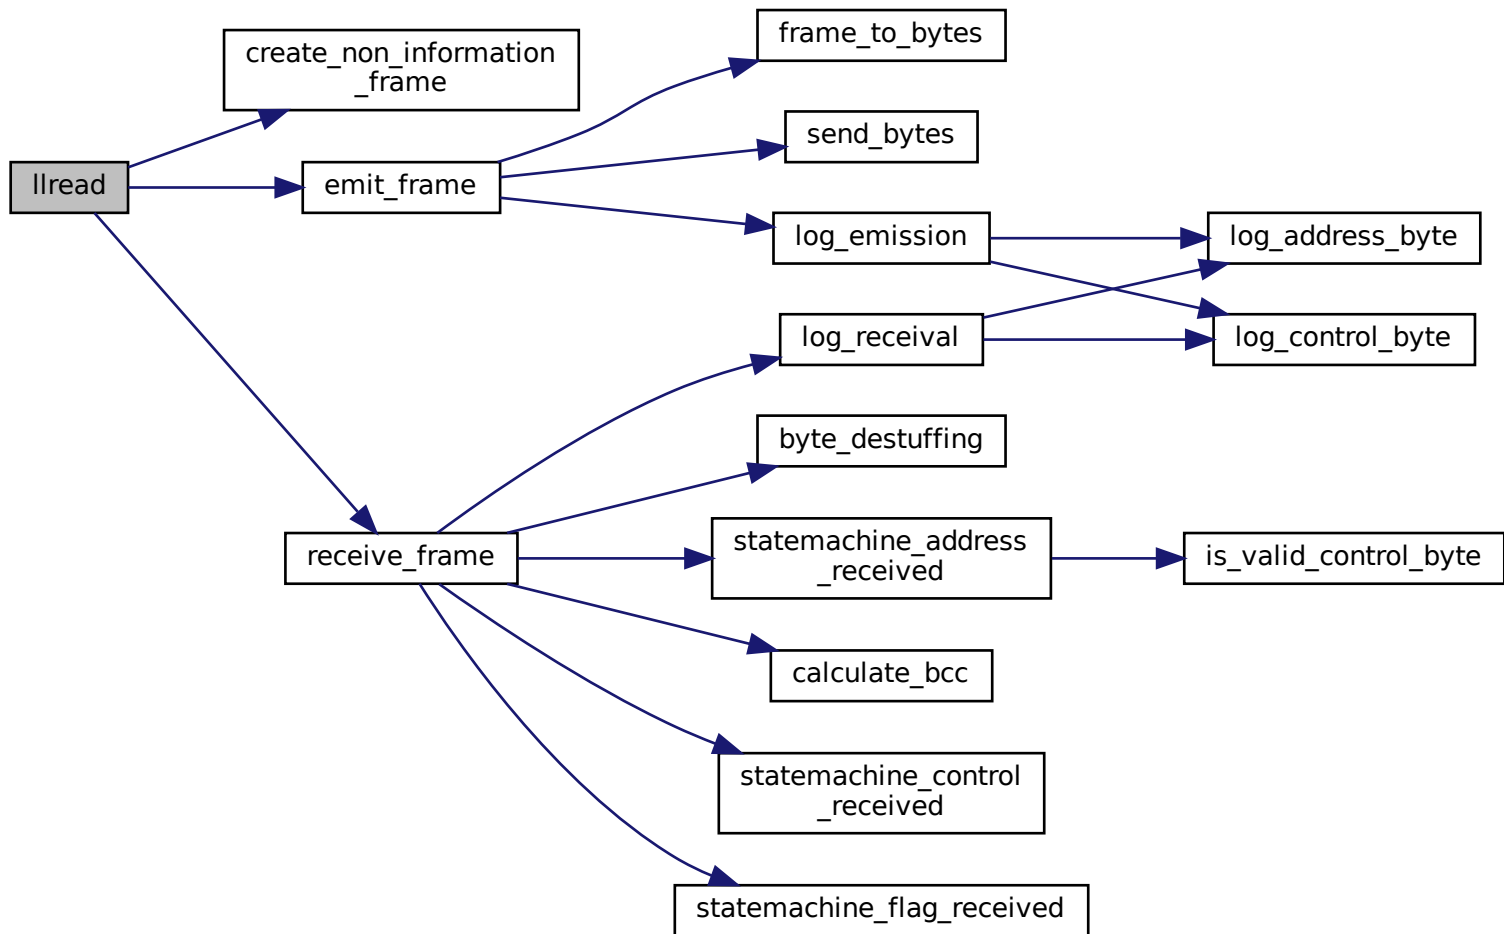 frame_to_bytes
create_non_information
_frame
send_bytes
llread
emit_frame
log_emission
log_address_byte
log_receival
log_control_byte
byte_destuffing
receive_frame
statemachine_address
_received
is_valid_control_byte
calculate_bcc
statemachine_control
_received
statemachine_flag_received